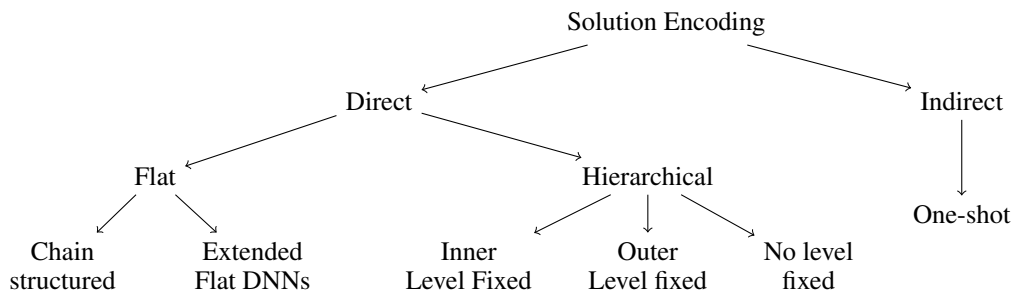 Solution Encoding
Direct
Indirect
Flat
Hierarchical
One-shot
Chain
structured
Extended
Flat DNNs
Inner
Level Fixed
Outer
Level fixed
No level
fixed